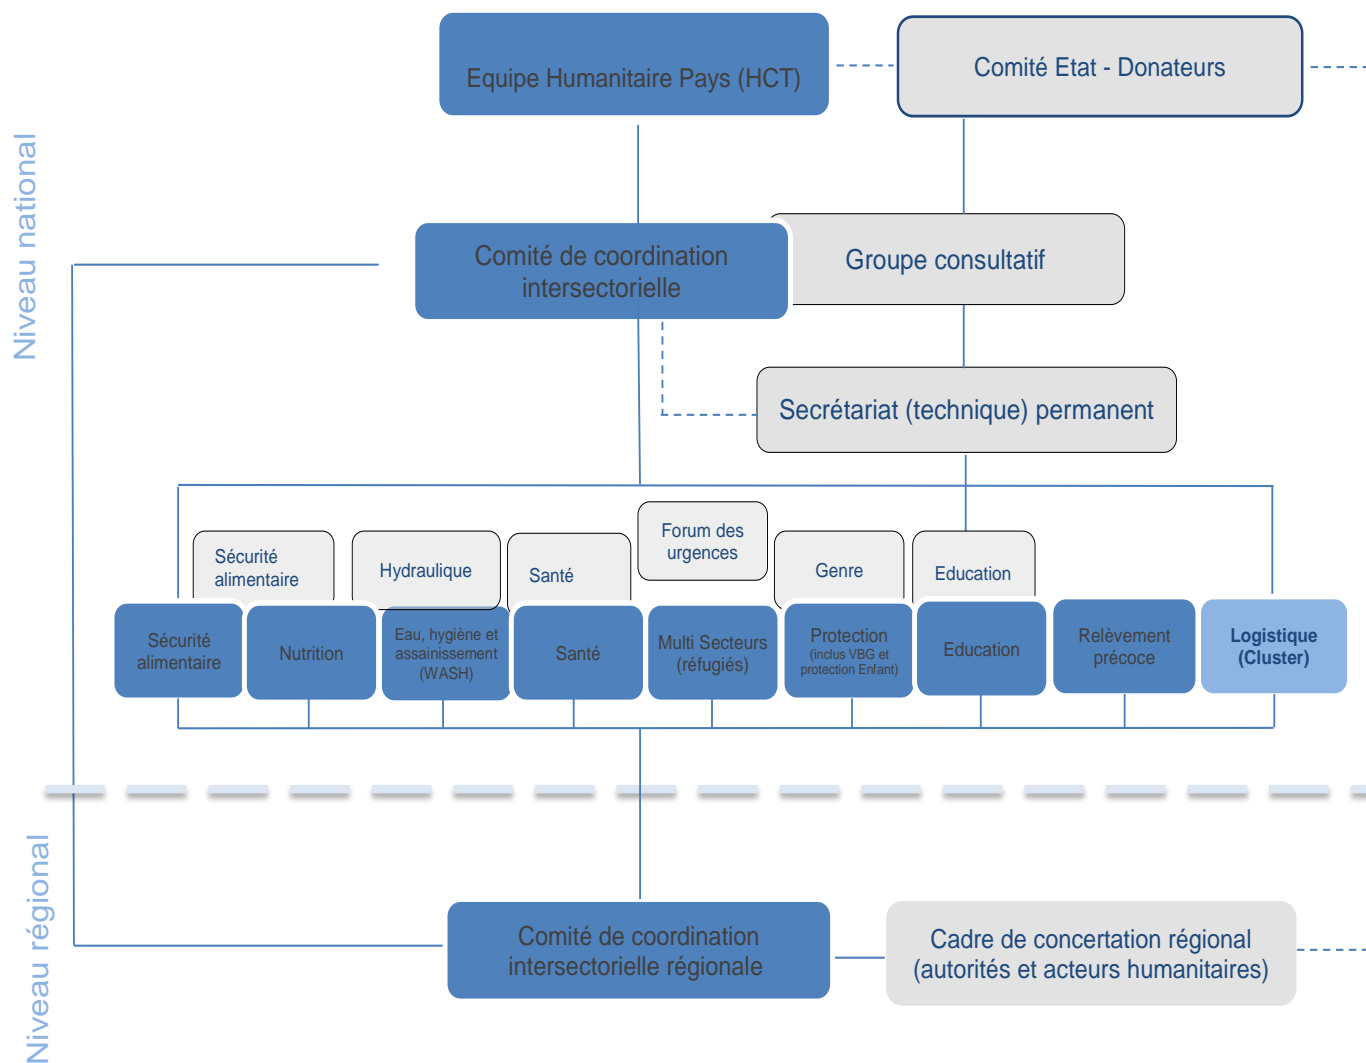 Equipe Humanitaire Pays (HCT)
Comité Etat - Donateurs
Niveau national
Comité de coordination
intersectorielle
Groupe consultatif
Secrétariat (technique) permanent
Sécurité
alimentaire
Hydraulique
Santé
Forum des
urgences
Genre
Education
Sécurité
alimentaire
Nutrition
Eau, hygiène et
assainissement
(WASH)
Santé
Multi Secteurs
(réfugiés)
Protection
(inclus VBG et
protection Enfant)
Education
Relèvement
précoce
Logistique
(Cluster)
Niveau régional
Comité de coordination
intersectorielle régionale
Cadre de concertation régional
(autorités et acteurs humanitaires)